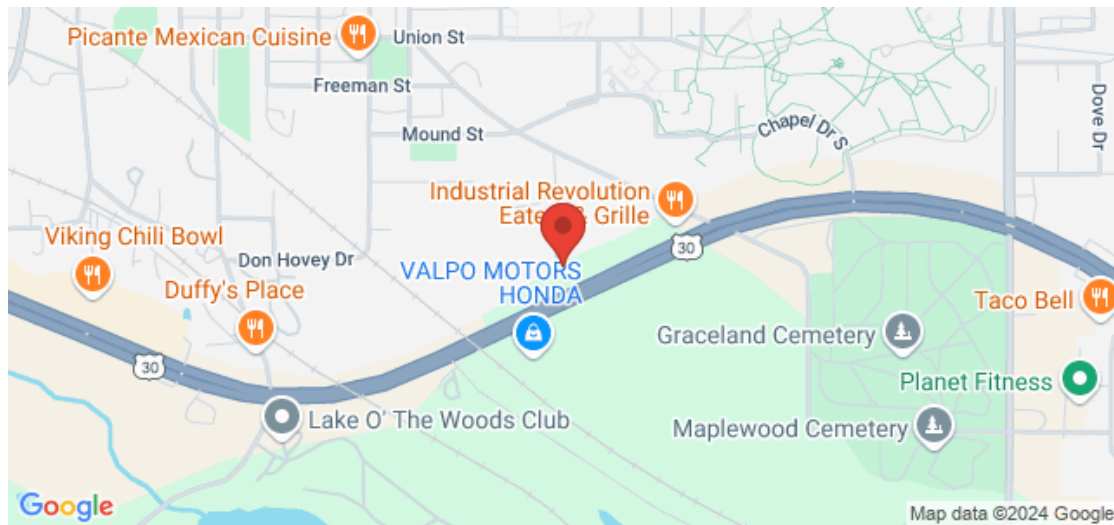 Picante Mexican Cuisine
Union St
Freeman St
Dove Dr
Mound St
Chapel Dr S
Industrial Revolution
& Grille
30
Viking Chili Bowl
Don Hovey Dr
VALPO MOTORS
HONDA
Duffy's Place
Taco Bell
Graceland Cemetery
30
Planet Fitness
Lake O' The Woods Club
Maplewood Cemetery
Google
Map data ©2024 Google